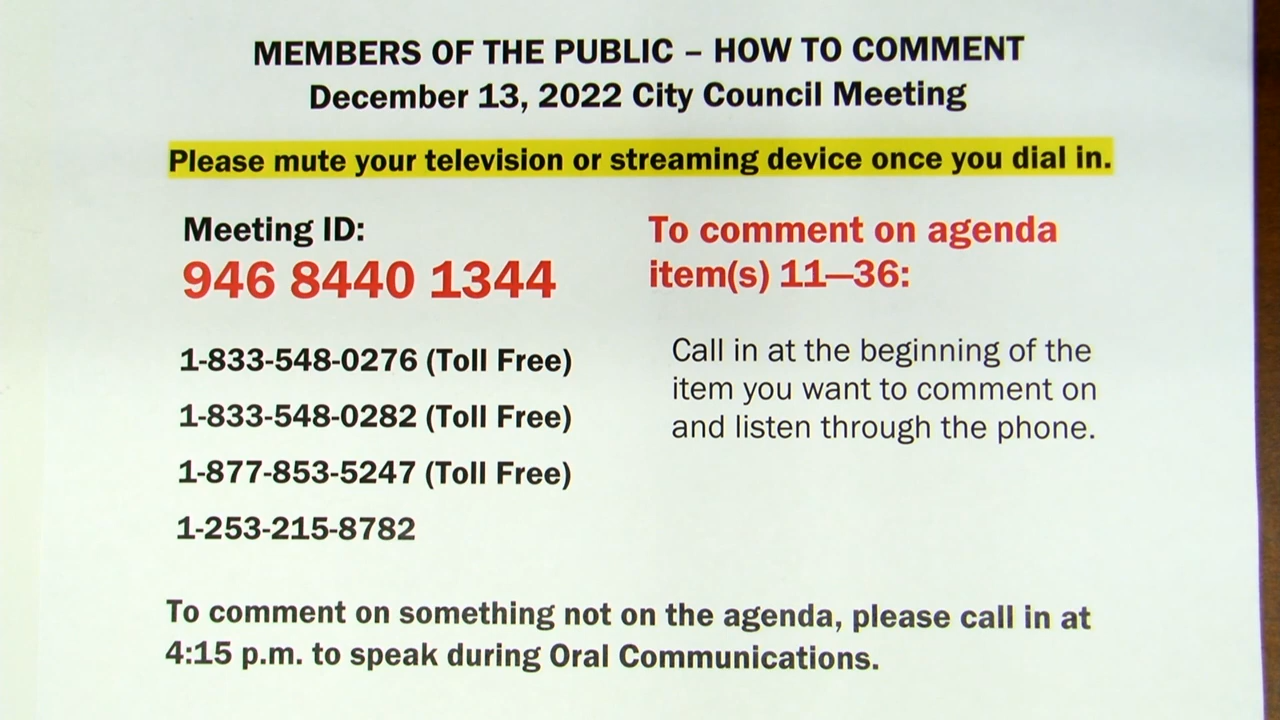 MEMBERS OF THE PUBLIC – HOW TO COMMENT
December 13, 2022 City Council Meeting
Please mute your television or streaming device once you dial in.
Meeting ID:
946 8440 1344
1-833-548-0276 (Toll Free)
1-833-548-0282 (Toll Free)
1-877-853-5247 (Toll Free)
1-253-215-8782
To comment on agenda
item(s) 11—36:
Call in at the beginning of the
item you want to comment on
and listen through the phone.
To comment on something not on the agenda, please call in at
4:15 p.m. to speak during Oral Communications.